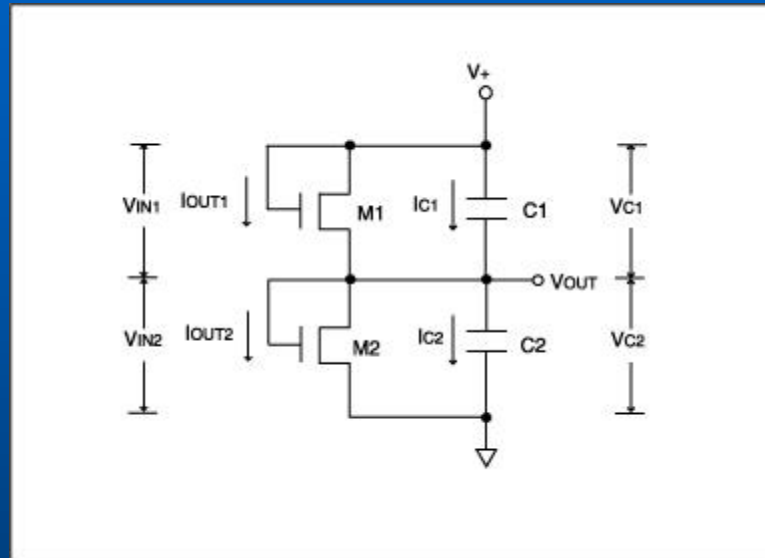 V+
VIN1
IOUT1
M1
IC1
C1
VC1
VOUT
VIN2
IOUT2
M2
IC2
C2
VC2